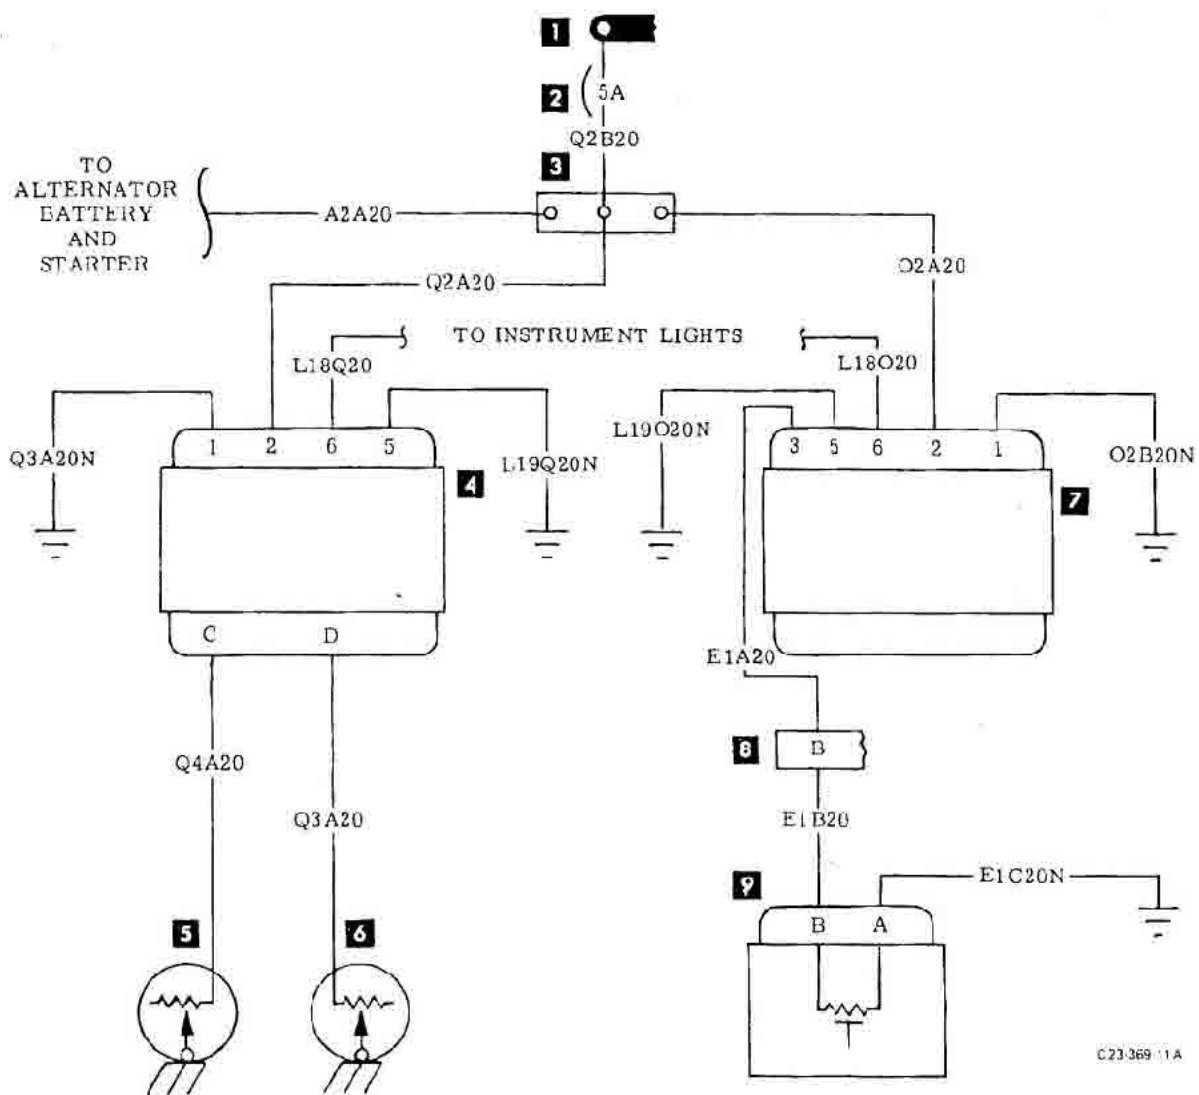 1
2
5A
Q2B20
3
TO
ALTERNATOR
BATTERY
AND
STARTER
A2A20
Q2A20
O2A20
TO INSTRUMENT LIGHTS
L18Q20
L18O20
Q3A20N
1 2 6 5
L19Q20N
4
L19O20N
3 5 6 2 1
O2B20N
7
C D
E1A20
Q4A20
8
B
Q3A20
E1B20
5
6
9
E1C20N
B A
C23-369-11A